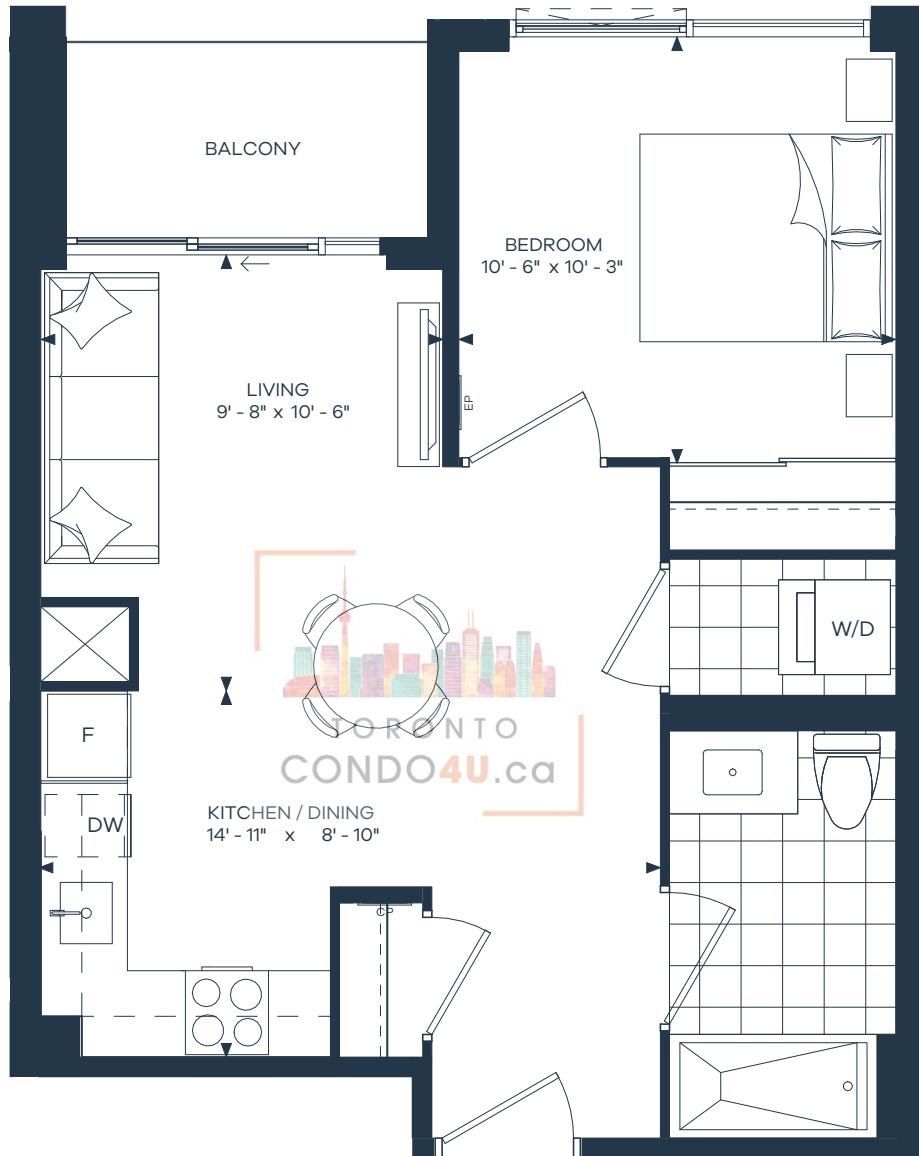 BALCONY
BEDROOM
10' - 6" x 10' - 3"
LIVING
9' - 8" x 10' - 6"
EP
W/D
F
TORONTO
CONDO4U.ca
DW
KITCHEN / DINING
14' - 11" x 8' - 10"